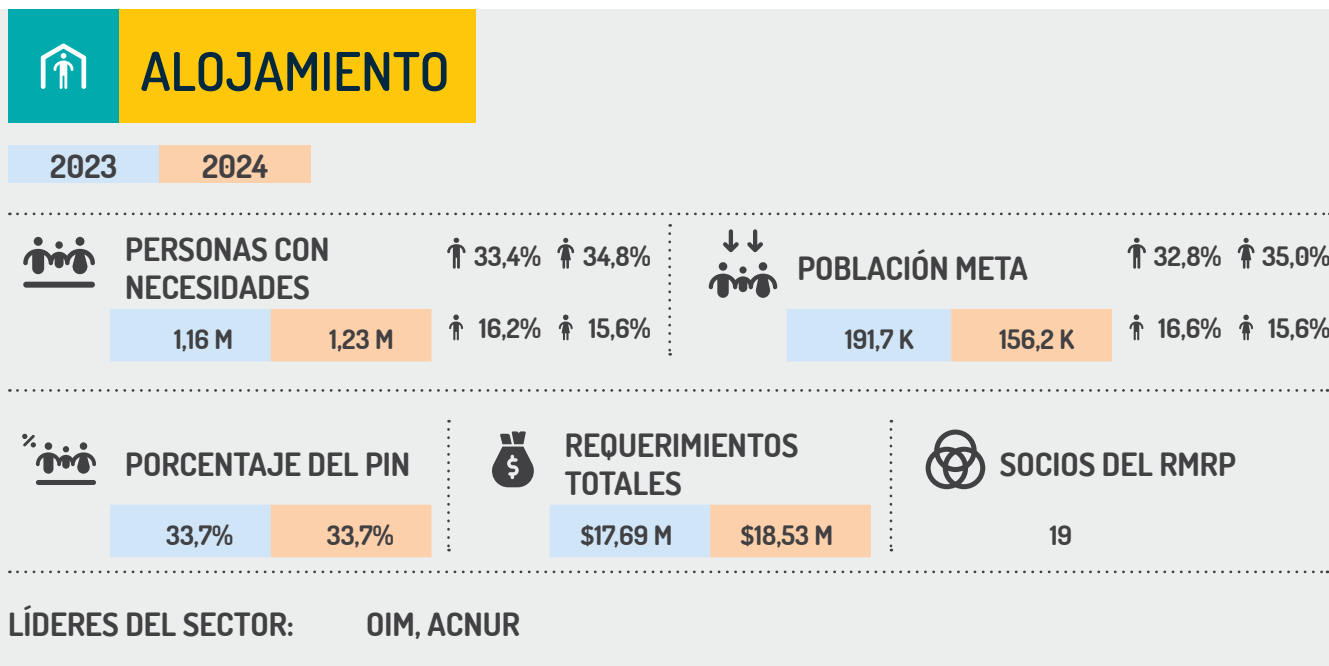 ALOJAMIENTO
2023 2024
PERSONAS CON
NECESIDADES
33,4% 34,8%
16,2% 15,6%
1,16 M 1,23 M
POBLACIÓN META
32,8% 35,0%
16,6% 15,6%
191,7 K 156,2 K
%
PORCENTAJE DEL PIN
33,7% 33,7%
$
REQUERIMIENTOS
TOTALES
$17,69 M $18,53 M
SOCIOS DEL RMRP
19
LÍDERES DEL SECTOR: OIM, ACNUR